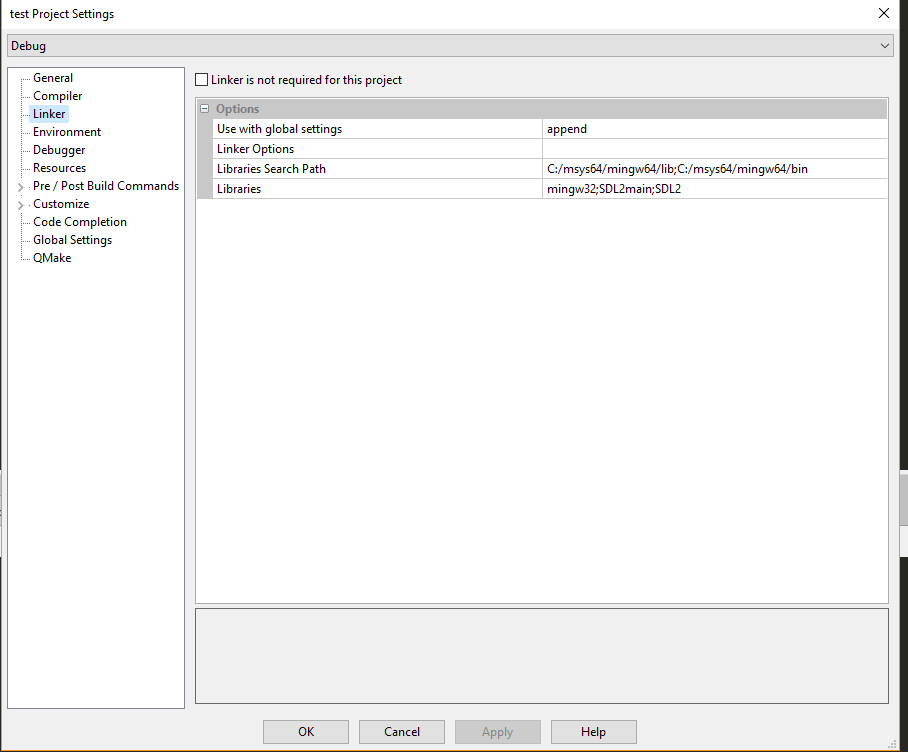 test Project Settings
Debug
General
Compiler
Linker
Environment
Debugger
Resources
Pre / Post Build Commands
Customize
Code Completion
Global Settings
QMake
Linker is not required for this project
Options
Use with global settings append
Linker Options
Libraries Search Path C:/msys64/mingw64/lib;C:/msys64/mingw64/bin
Libraries mingw32;SDL2main;SDL2
OK Cancel Apply Help